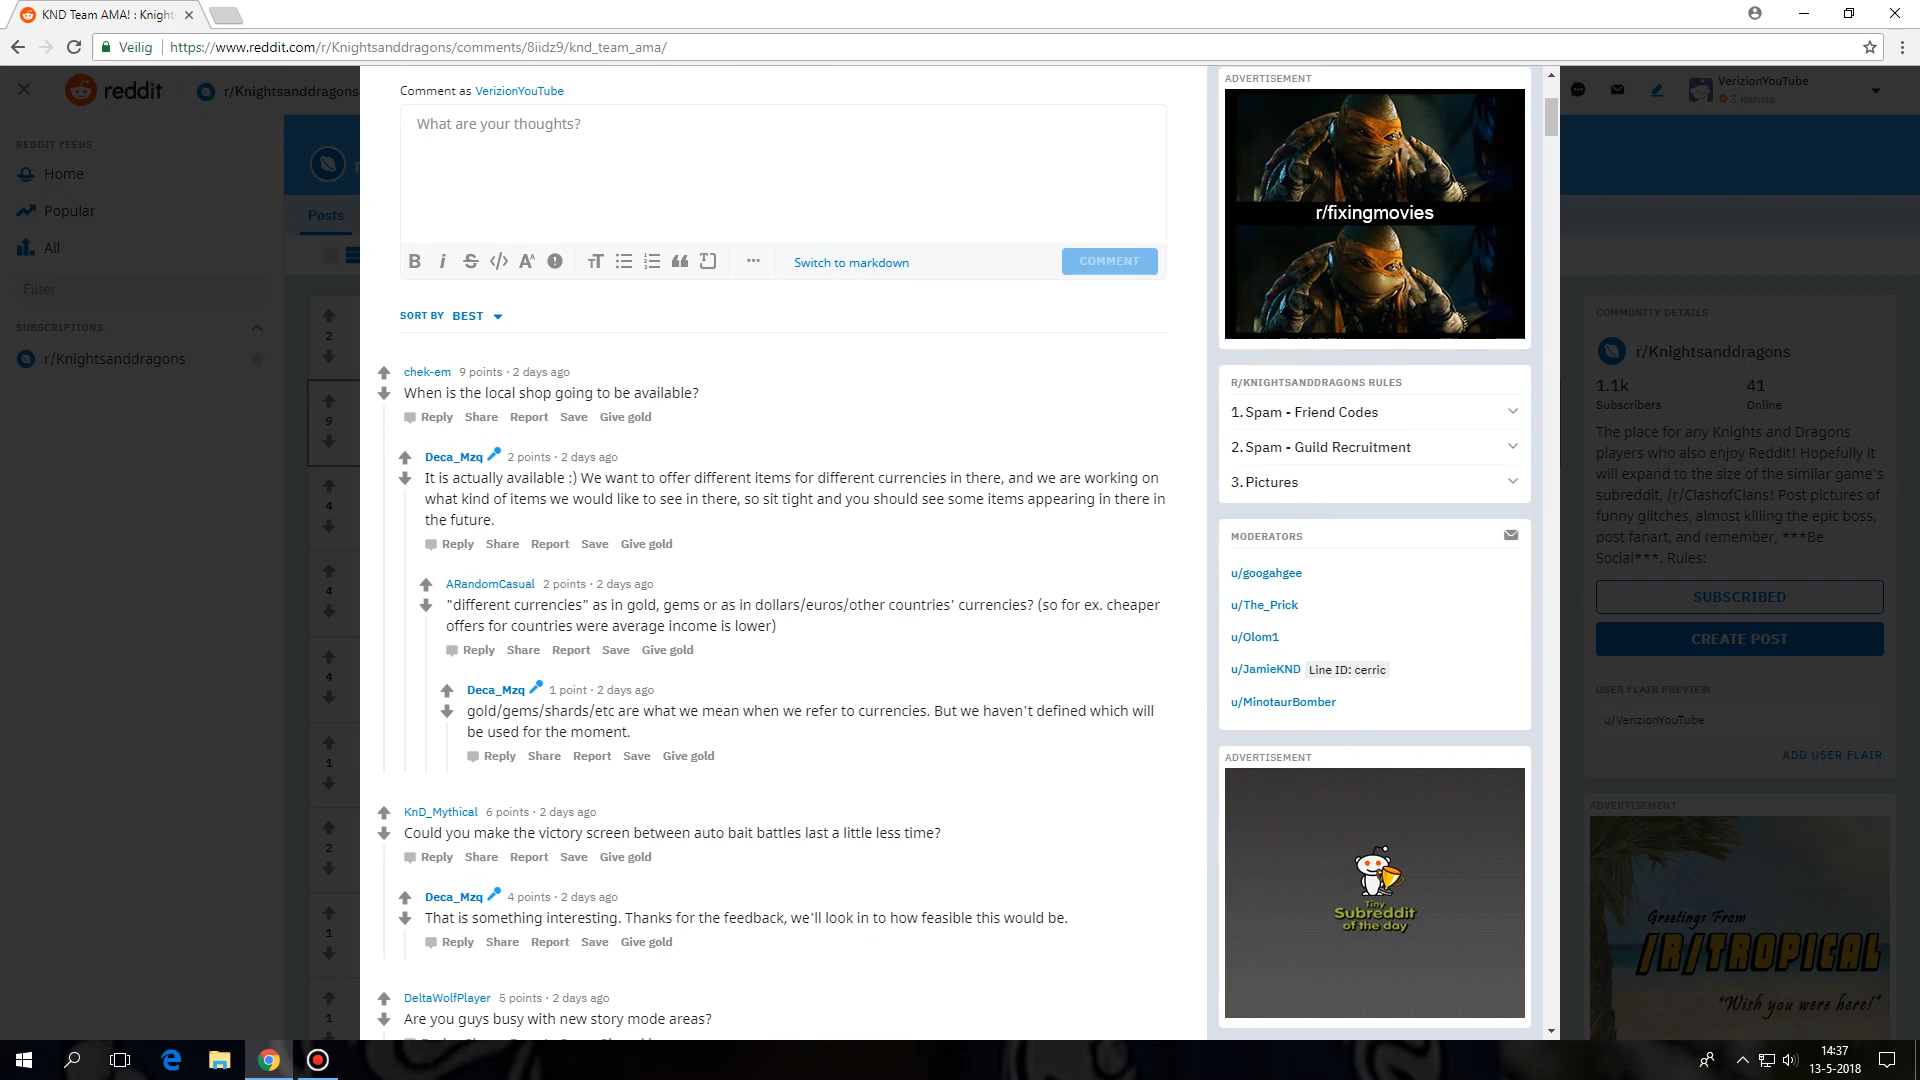 KND Team AMA! : Knight
Veilig
https://www.reddit.com/r/Knightsanddragons/comments/8iidz9/knd_team_ama/
reddit
r/Knightsanddragons
VerizionYouTube
3 karma
REDDIT FEEDS
Home
Popular
All
Filter
SUBSCRIPTIONS
r/Knightsanddragons
Posts
2
9
4
4
4
1
2
1
1
Comment as VerizionYouTube
What are your thoughts?
Switch to markdown
COMMENT
SORT BY BEST
chek-em 9 points · 2 days ago
When is the local shop going to be available?
Reply Share Report Save Give gold
Deca_Mzq 2 points · 2 days ago
It is actually available :) We want to offer different items for different currencies in there, and we are working on
what kind of items we would like to see in there, so sit tight and you should see some items appearing in there in
the future.
Reply Share Report Save Give gold
ARandomCasual 2 points · 2 days ago
"different currencies" as in gold, gems or as in dollars/euros/other countries' currencies? (so for ex. cheaper
offers for countries were average income is lower)
Reply Share Report Save Give gold
Deca_Mzq 1 point · 2 days ago
gold/gems/shards/etc are what we mean when we refer to currencies. But we haven't defined which will
be used for the moment.
Reply Share Report Save Give gold
KnD_Mythical 6 points · 2 days ago
Could you make the victory screen between auto bait battles last a little less time?
Reply Share Report Save Give gold
Deca_Mzq 4 points · 2 days ago
That is something interesting. Thanks for the feedback, we'll look in to how feasible this would be.
Reply Share Report Save Give gold
DeltaWolfPlayer 5 points · 2 days ago
Are you guys busy with new story mode areas?
ADVERTISEMENT
r/fixingmovies
R/KNIGHTSANDDRAGONS RULES
1. Spam - Friend Codes
2. Spam - Guild Recruitment
3. Pictures
MODERATORS
u/googahgee
u/The_Prick
u/Olom1
u/JamieKND Line ID: cerric
u/MinotaurBomber
ADVERTISEMENT
Tiny
Subreddit
of the day
COMMUNITY DETAILS
r/Knightsanddragons
1.1k 41
Subscribers Online
The place for any Knights and Dragons
players who also enjoy Reddit! Hopefully it
will expand to the size of the similar game's
subreddit, /r/ClashofClans! Post pictures of
funny glitches, almost killing the epic boss,
post fanart, and remember, ***Be
Social***. Rules:
SUBSCRIBED
CREATE POST
USER FLAIR PREVIEW
u/VerizionYouTube
ADD USER FLAIR
ADVERTISEMENT
Greetings From
/R/TROPICAL
"Wish you were here!"
14:37
13-5-2018